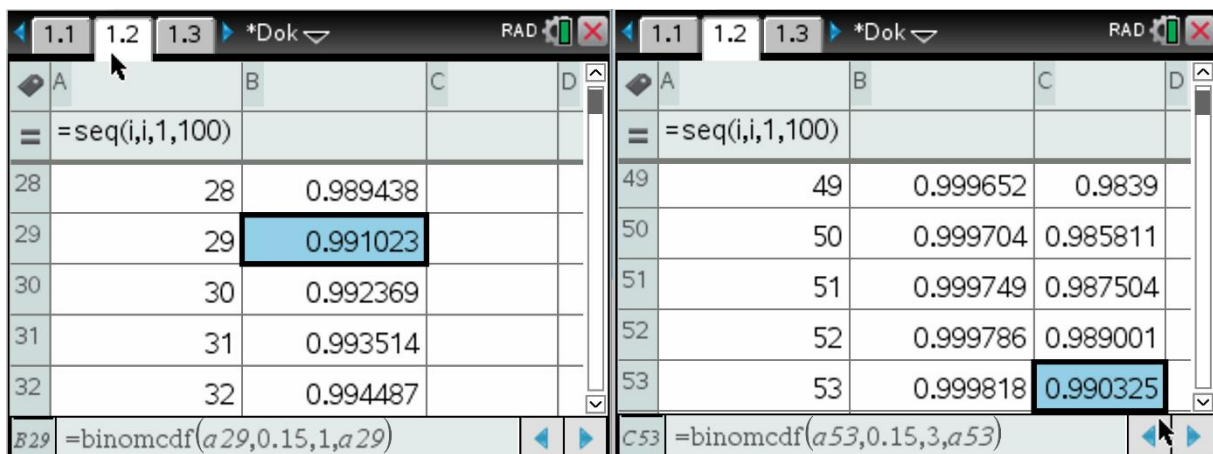 1.1 1.2 1.3 *Dok RAD
A B C D
= =seq(i,i,1,100)
28 28 0.989438
29 29 0.991023
30 30 0.992369
31 31 0.993514
32 32 0.994487
B29 =binomcdf(a29,0.15,1,a29)
1.1 1.2 1.3 *Dok RAD
A B C D
= =seq(i,i,1,100)
49 49 0.999652 0.9839
50 50 0.999704 0.985811
51 51 0.999749 0.987504
52 52 0.999786 0.989001
53 53 0.999818 0.990325
C53 =binomcdf(a53,0.15,3,a53)